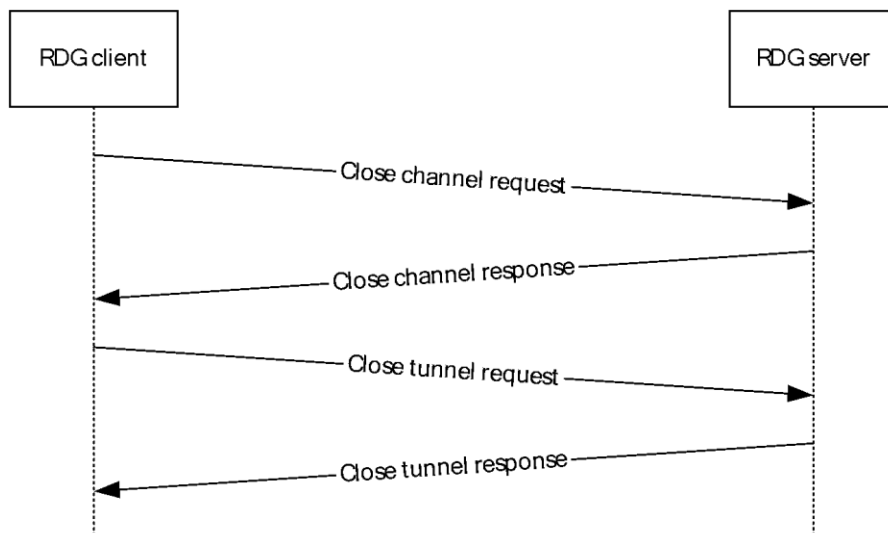 RDG client
RDG server
Close channel request
Close channel response
Close tunnel request
Close tunnel response